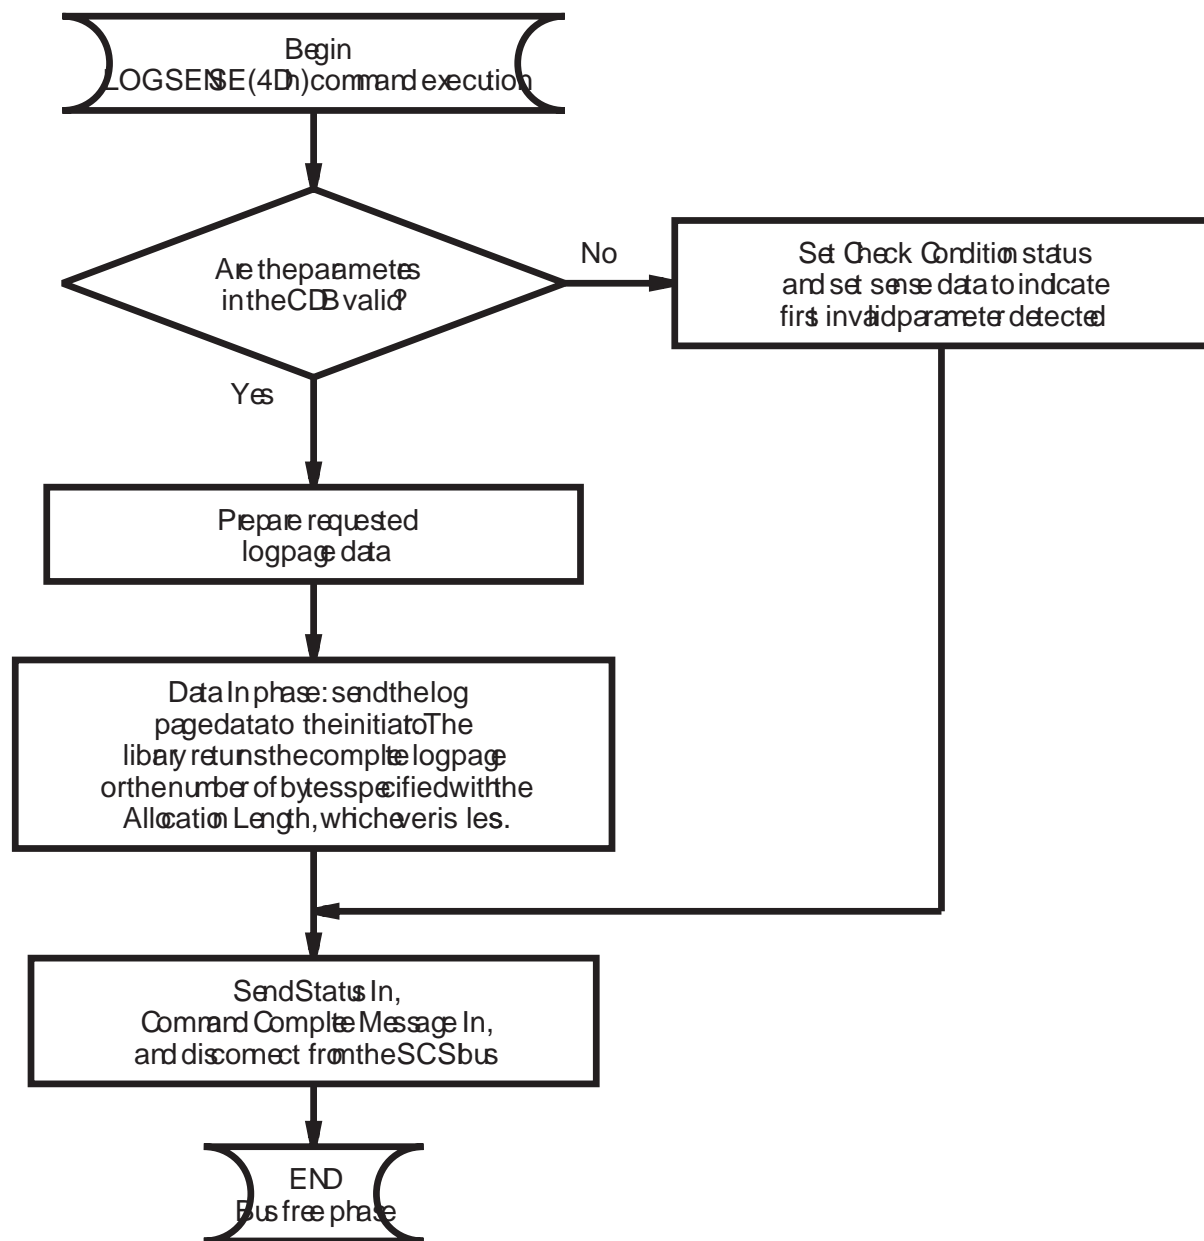 Begin
LOG SENSE (4Dh) command execution
Are the parameters
in the CDB valid?
No
Set Check Condition status
and set sense data to indicate
first invalid parameter detected
Yes
Prepare requested
log page data
Data In phase: send the log
page data to the initiator. The
library returns the complete log page
or the number of bytes specified with the
Allocation Length, whichever is less.
Send Status In,
Command Complete Message In,
and disconnect from the SCSI bus
END
Bus free phase